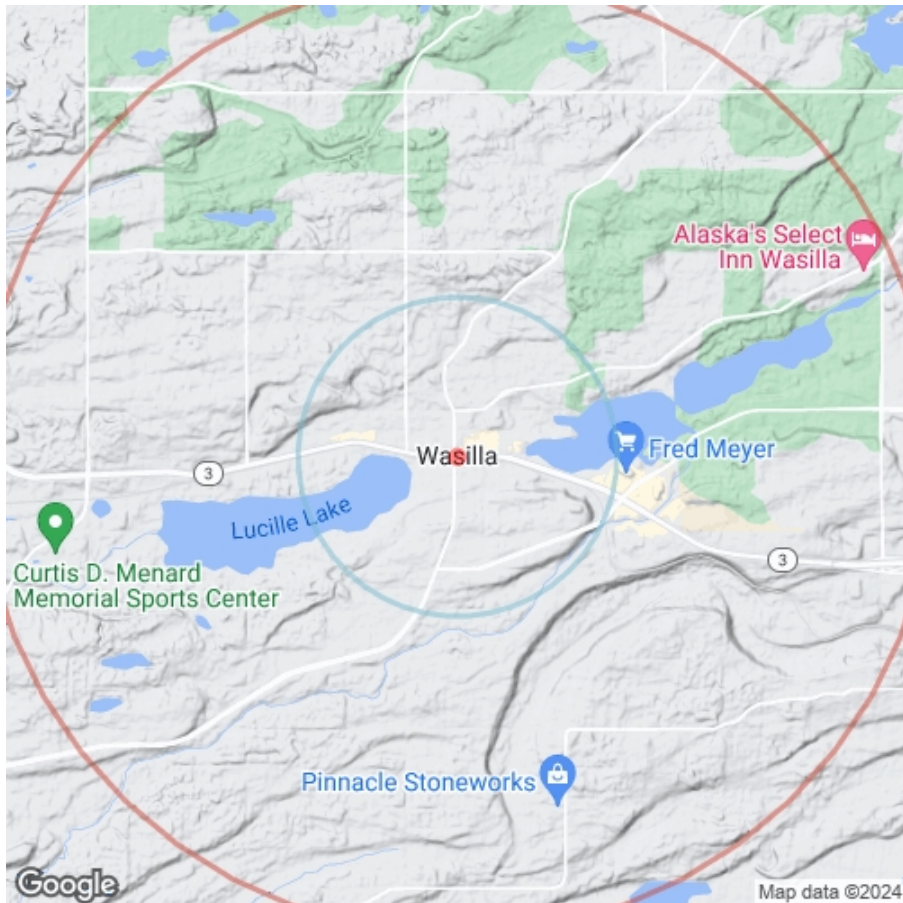 Alaska's Select
Inn Wasilla
Wasilla
Fred Meyer
3
Lucille Lake
3
Curtis D. Menard
Memorial Sports Center
Pinnacle Stoneworks
Google
Map data ©2024